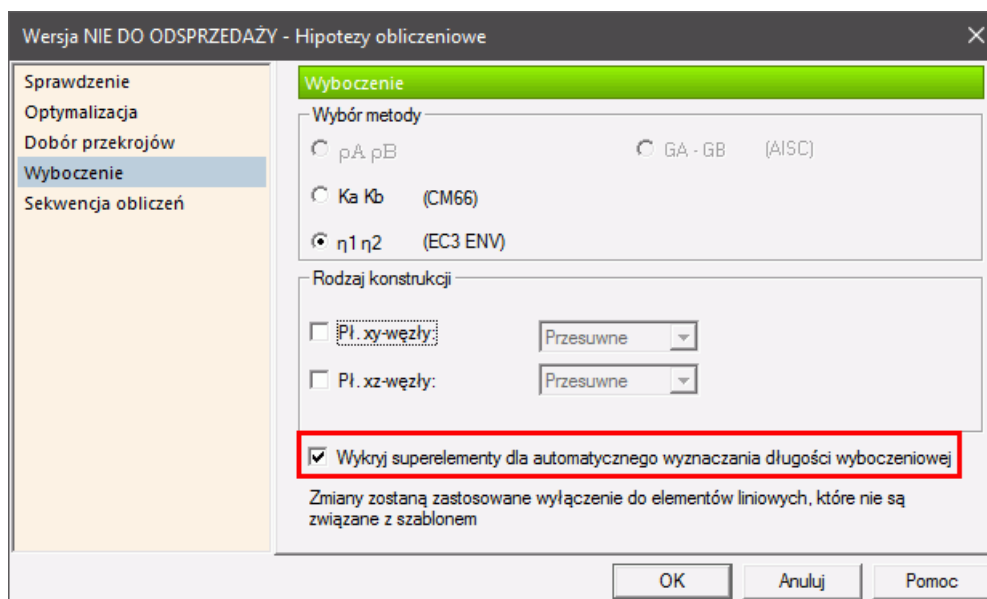 Wersja NIE DO ODSPRZEDAŻY - Hipotezy obliczeniowe
Sprawdzenie
Optymalizacja
Dobór przekrojów
Wyboczenie
Sekwencja obliczeń
Wyboczenie
Wybór metody
ρA ρB
GA - GB (AISC)
Ka Kb (CM66)
η1 η2 (EC3 ENV)
Rodzaj konstrukcji
Pł. xy-węzły: Przesuwne
Pł. xz-węzły: Przesuwne
Wykryj superelementy dla automatycznego wyznaczania długości wyboczeniowej
Zmiany zostaną zastosowane wyłączenie do elementów liniowych, które nie są
związane z szablonem
OK Anuluj Pomoc